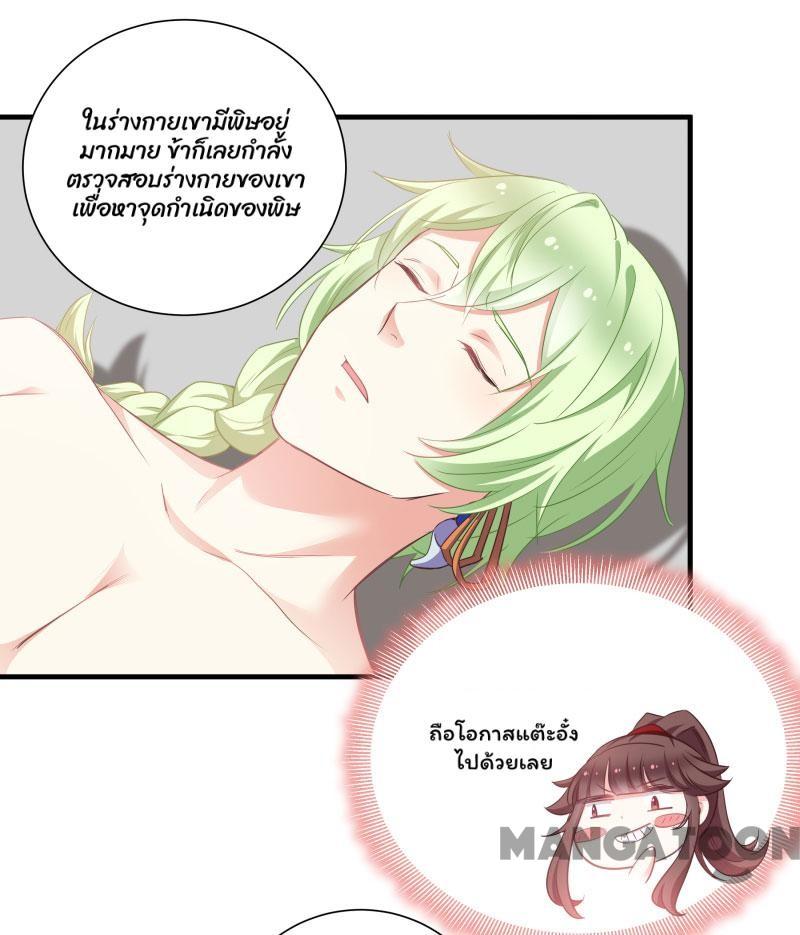 ในร่างกายเขามีพิษอยู่
มากมาย ข้าก็เลยกำลัง
ตรวจสอบร่างกายของเขา
เพื่อหาจุดกำเนิดของพิษ
ถือโอกาสแต๊ะอั๋ง
ไปด้วยเลย
MANGATOON